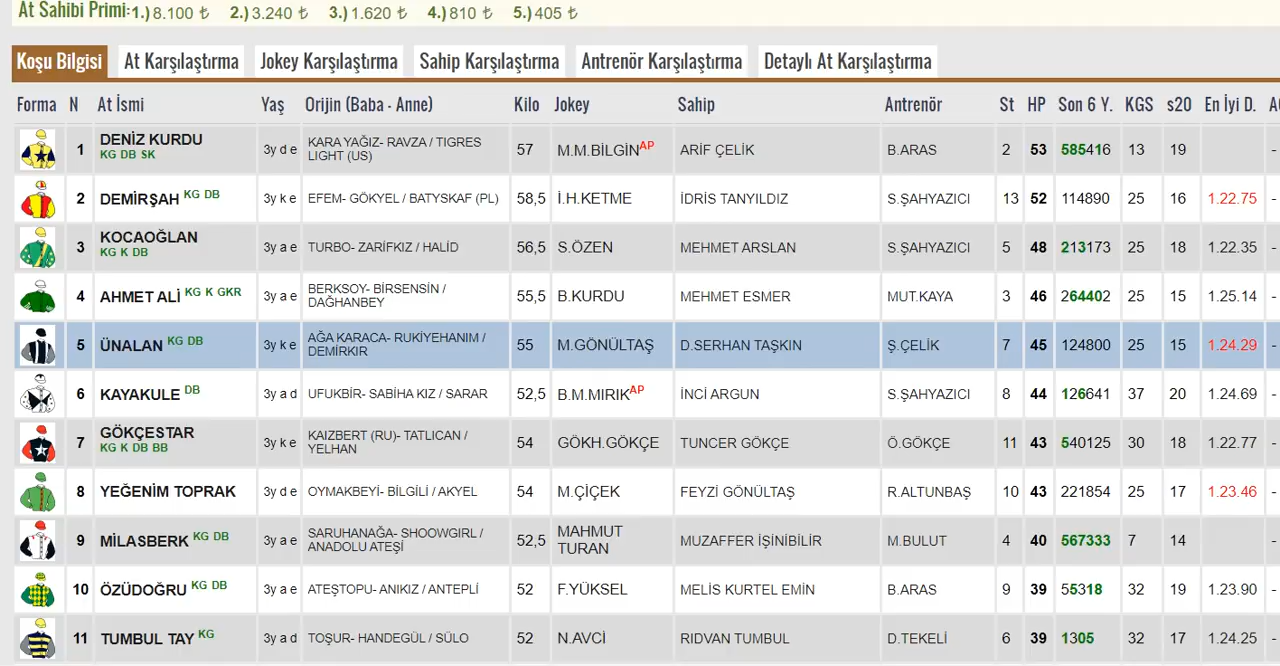 At Sahibi Primi: 1.) 8.100 ₺ 2.) 3.240 ₺ 3.) 1.620 ₺ 4.) 810 ₺ 5.) 405 ₺
Koşu Bilgisi At Karşılaştırma Jokey Karşılaştırma Sahip Karşılaştırma Antrenör Karşılaştırma Detaylı At Karşılaştırma
Forma N At İsmi Yaş Orijin (Baba - Anne) Kilo Jokey Sahip Antrenör St HP Son 6 Y. KGS s20 En İyi D.
1 DENİZ KURDU KG DB SK 3y d e KARA YAĞIZ- RAVZA / TIGRES LIGHT (US) 57 M.M.BİLGİN AP ARİF ÇELİK B.ARAS 2 53 585416 13 19 -
2 DEMİRŞAH KG DB 3y k e EFEM- GÖKYEL / BATYSKAF (PL) 58,5 İ.H.KETME İDRİS TANYILDIZ S.ŞAHYAZICI 13 52 114890 25 16 1.22.75 -
3 KOCAOĞLAN KG K DB 3y a e TURBO- ZARİFKIZ / HALİD 56,5 S.ÖZEN MEHMET ARSLAN S.ŞAHYAZICI 5 48 213173 25 18 1.22.35 -
4 AHMET ALİ KG K GKR 3y a e BERKSOY- BİRSENSİN / DAĞHANBEY 55,5 B.KURDU MEHMET ESMER MUT.KAYA 3 46 264402 25 15 1.25.14 -
5 ÜNALAN KG DB 3y k e AĞA KARACA- RUKİYEHANIM / DEMİRKIR 55 M.GÖNÜLTAŞ D.SERHAN TAŞKIN Ş.ÇELİK 7 45 124800 25 15 1.24.29 -
6 KAYAKULE DB 3y a d UFUKBİR- SABİHA KIZ / SARAR 52,5 B.M.MIRIK AP İNCİ ARGUN S.ŞAHYAZICI 8 44 126641 37 20 1.24.69 -
7 GÖKÇESTAR KG K DB BB 3y k e KAIZBERT (RU)- TATLICAN / YELHAN 54 GÖKH.GÖKÇE TUNCER GÖKÇE Ö.GÖKÇE 11 43 540125 30 18 1.22.77 -
8 YEĞENİM TOPRAK 3y d e OYMAKBEYİ- BİLGİLİ / AKYEL 54 M.ÇİÇEK FEYZİ GÖNÜLTAŞ R.ALTUNBAŞ 10 43 221854 25 17 1.23.46 -
9 MİLASBERK KG DB 3y a e SARUHANAĞA- SHOOWGIRL / ANADOLU ATEŞİ 52,5 MAHMUT TURAN MUZAFFER İŞİNİBİLİR M.BULUT 4 40 567333 7 14 -
10 ÖZÜDOĞRU KG DB 3y a e ATEŞTOPU- ANIKIZ / ANTEPLİ 52 F.YÜKSEL MELİS KURTEL EMİN B.ARAS 9 39 55318 32 19 1.23.90 -
11 TUMBUL TAY KG 3y a d TOŞUR- HANDEGÜL / SÜLO 52 N.AVCİ RIDVAN TUMBUL D.TEKELİ 6 39 1305 32 17 1.24.25 -